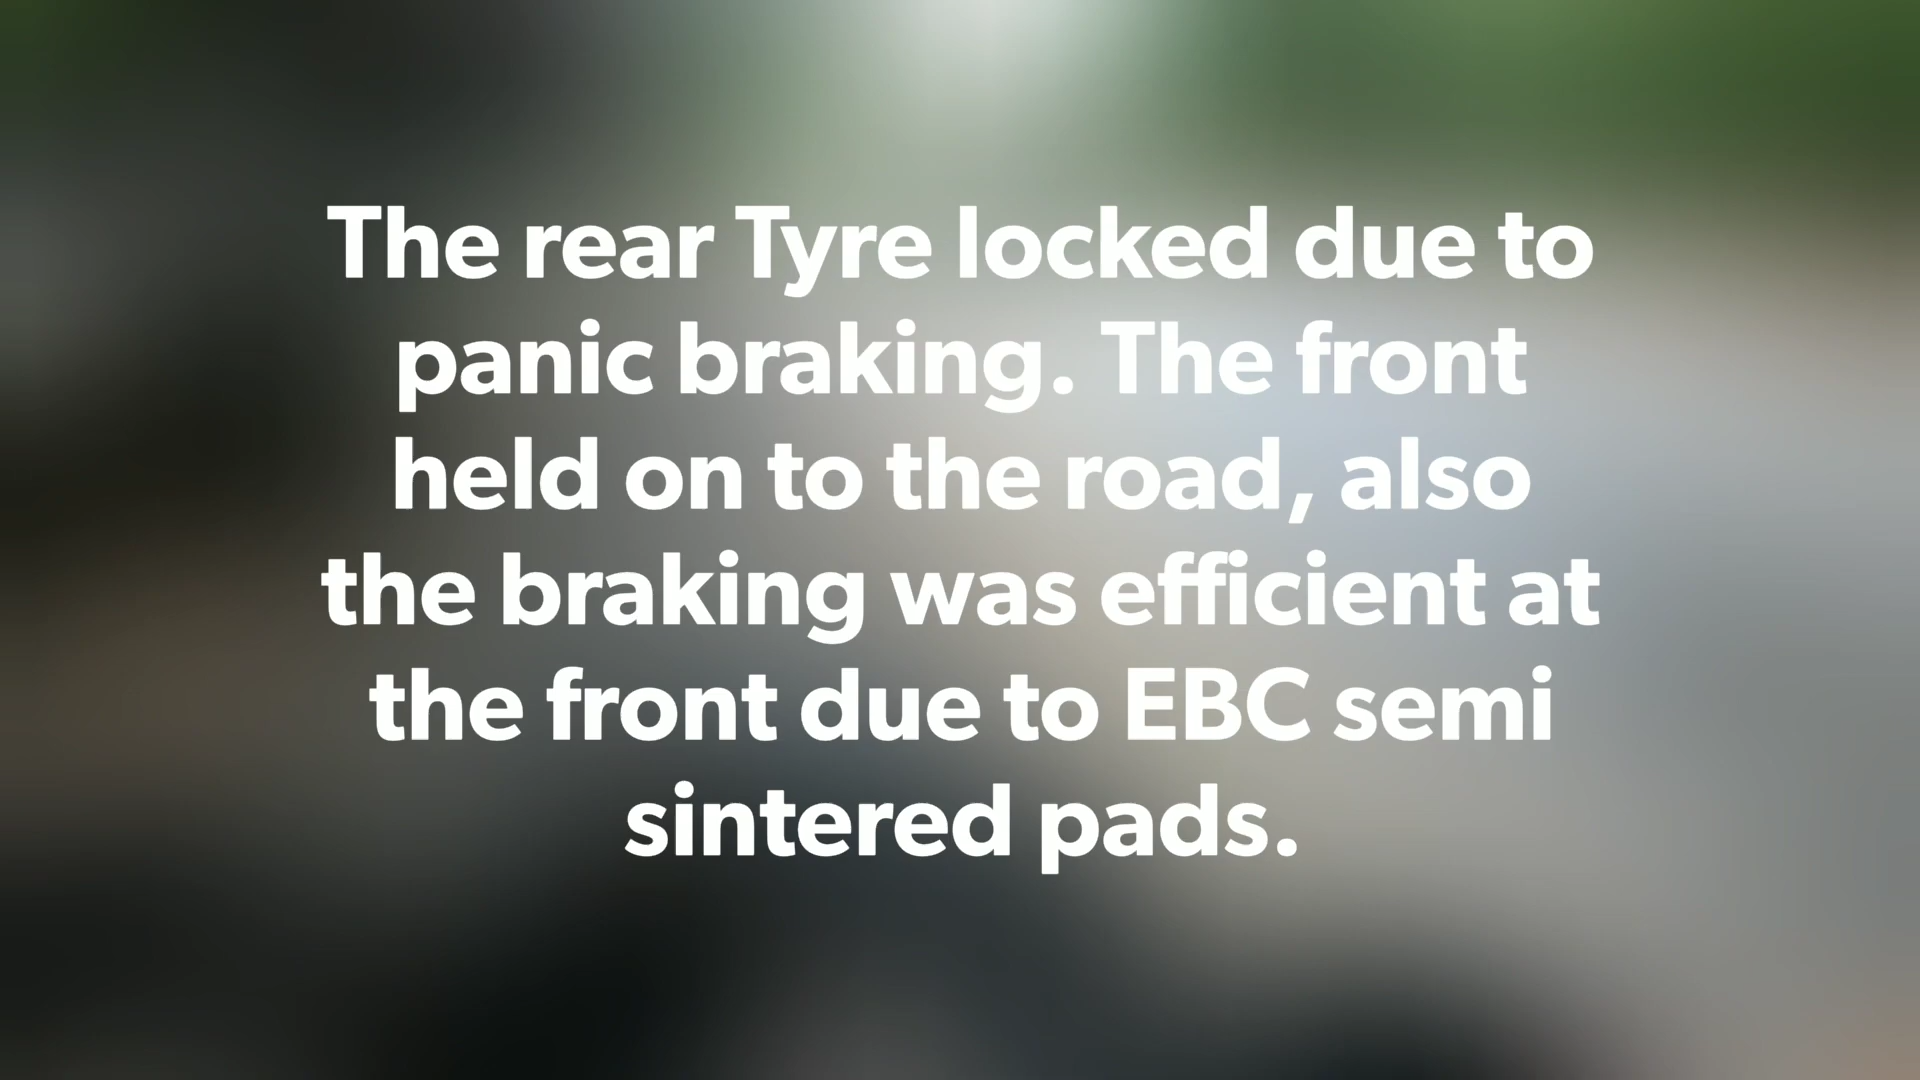 The rear Tyre locked due to
panic braking. The front
held on to the road, also
the braking was efficient at
the front due to EBC semi
sintered pads.